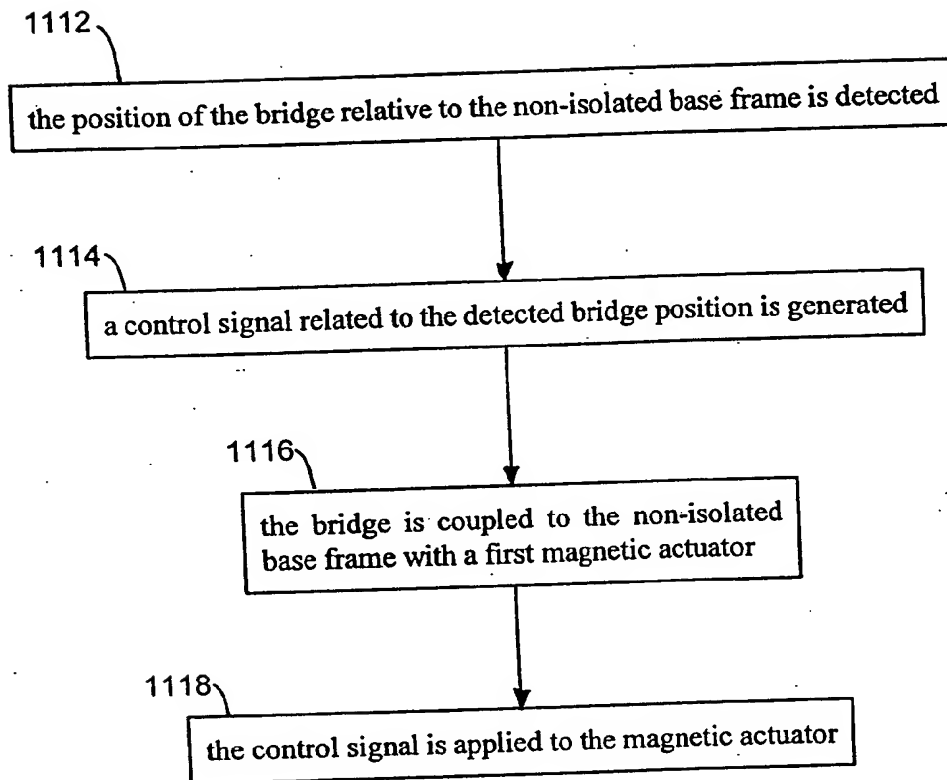 1112
the position of the bridge relative to the non-isolated base frame is detected
1114
a control signal related to the detected bridge position is generated
1116
the bridge is coupled to the non-isolated
base frame with a first magnetic actuator
1118
the control signal is applied to the magnetic actuator